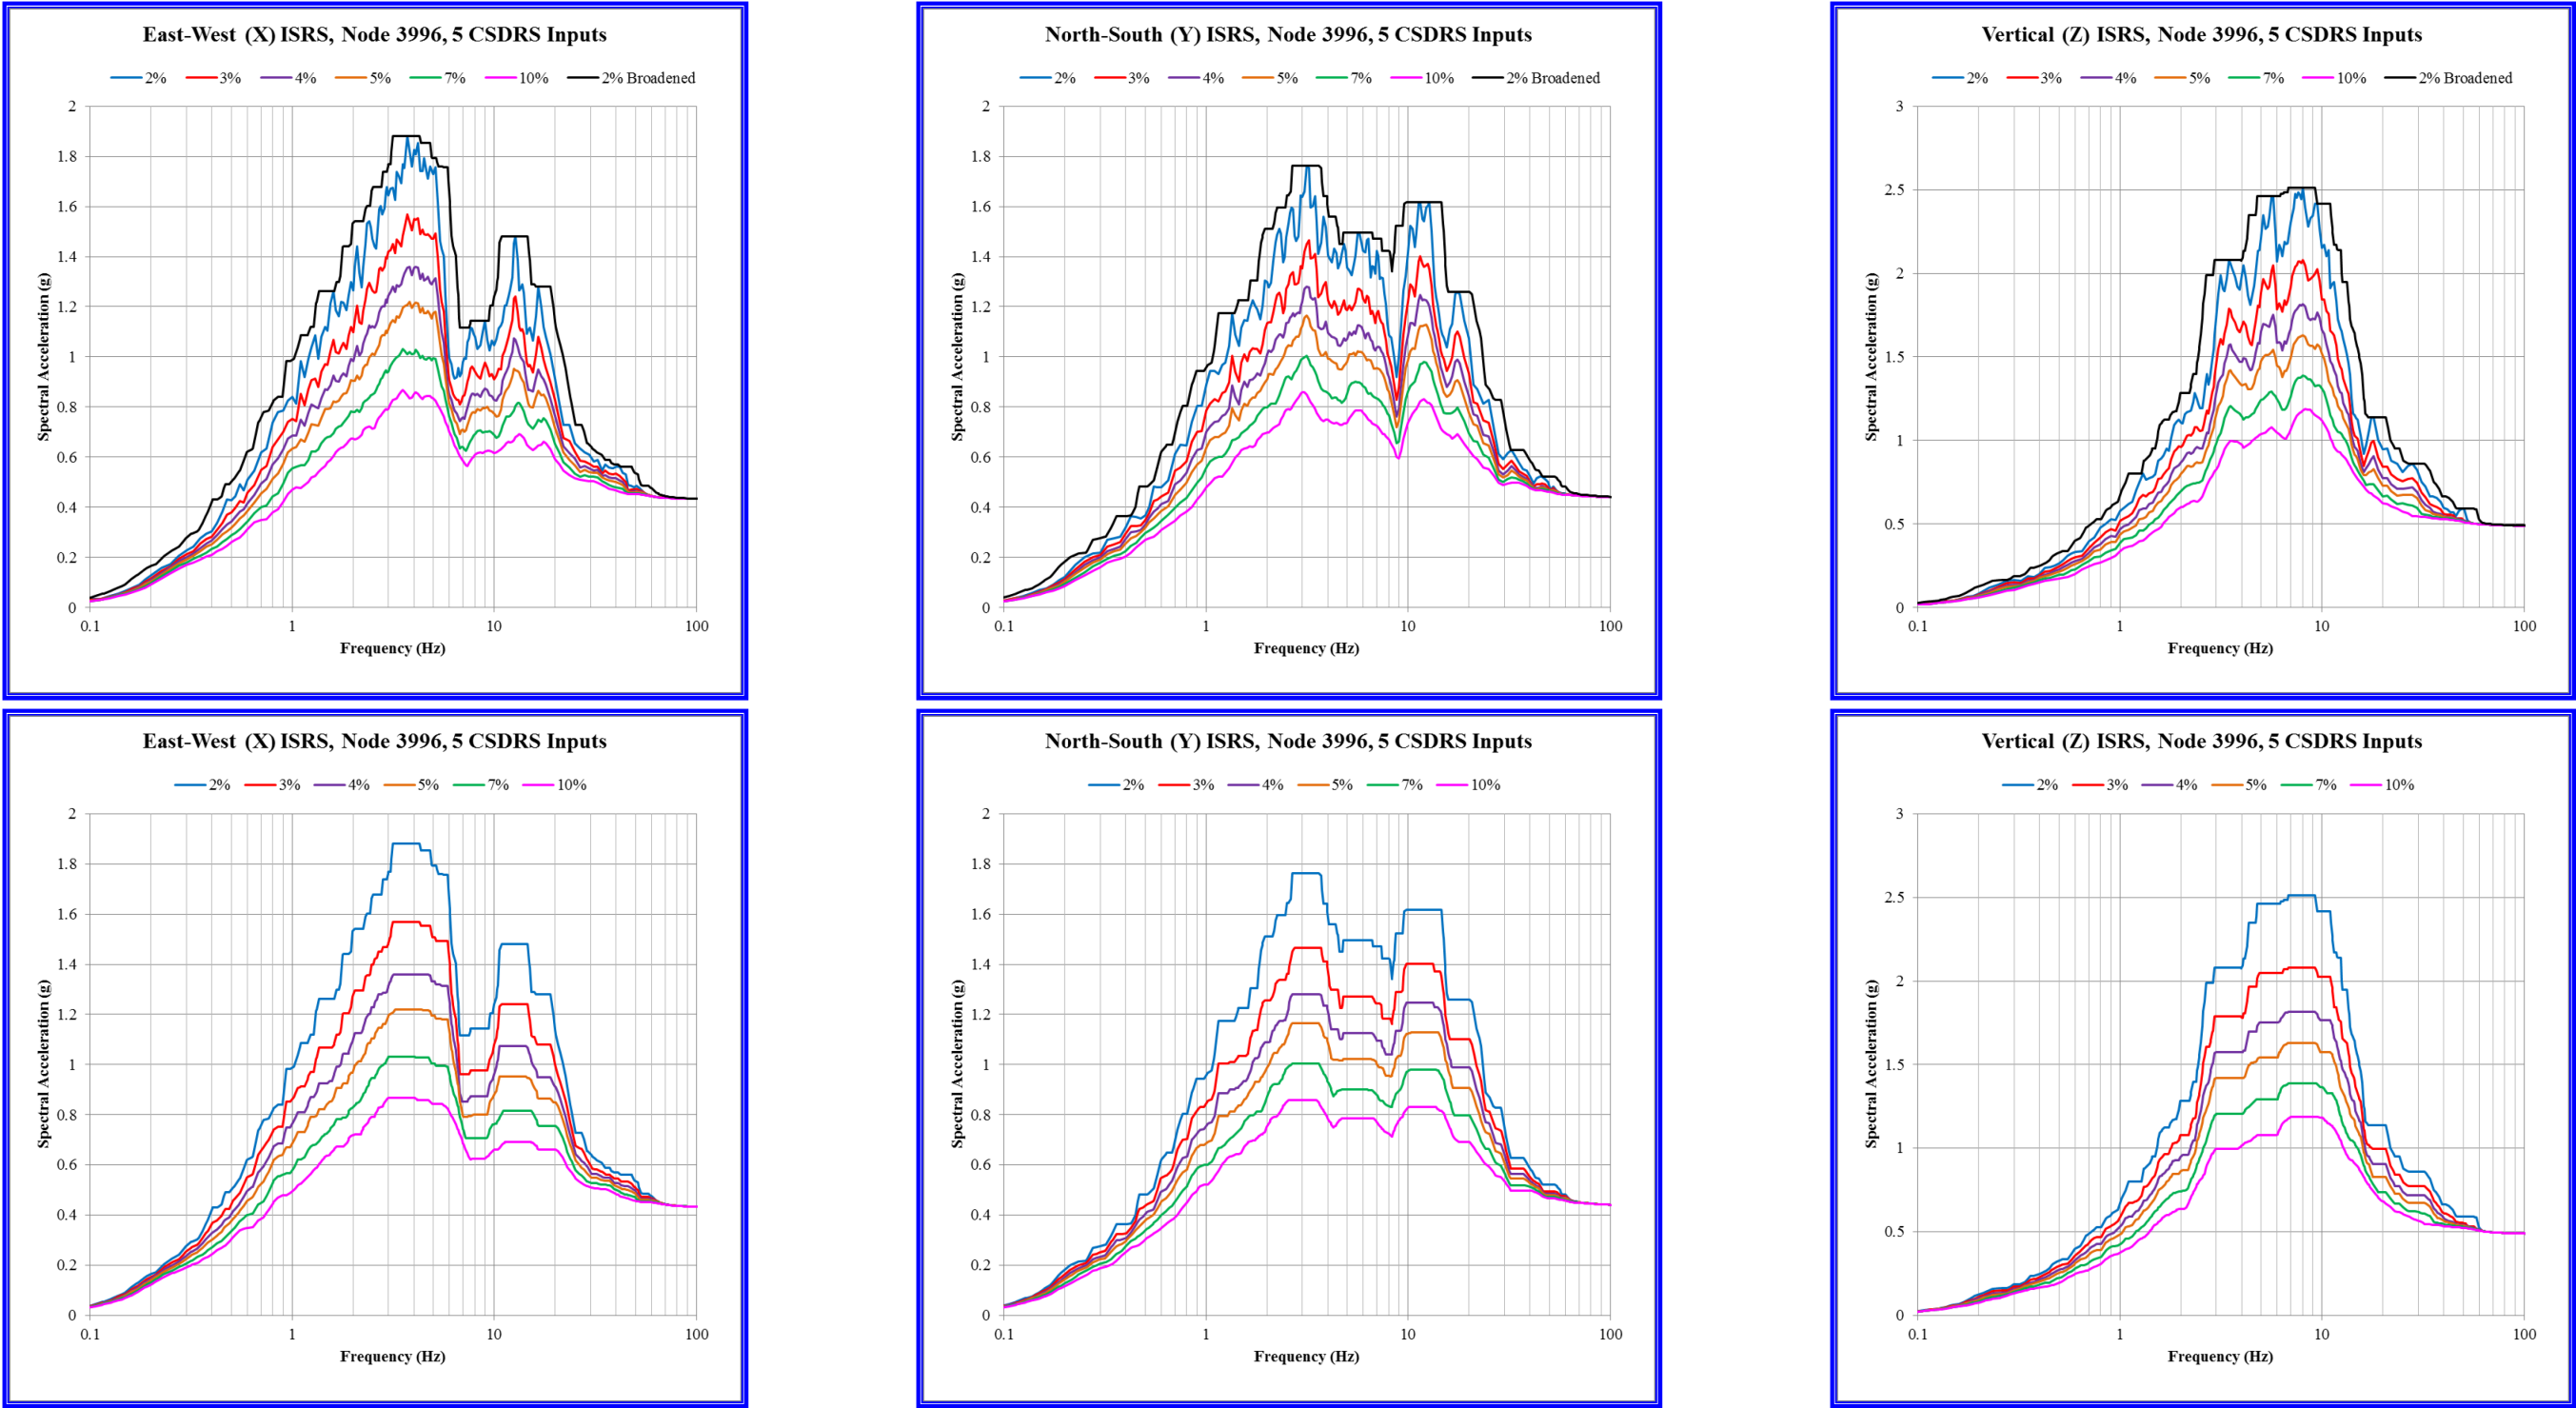 East-West (X) ISRS, Node 3996, 5 CSDRS Inputs
2% 3% 4% 5% 7% 10% 2% Broadened
Spectral Acceleration (g)
2
1.8
1.6
1.4
1.2
1
0.8
0.6
0.4
0.2
0
0.1 1 10 100
Frequency (Hz)
North-South (Y) ISRS, Node 3996, 5 CSDRS Inputs
2% 3% 4% 5% 7% 10% 2% Broadened
Spectral Acceleration (g)
2
1.8
1.6
1.4
1.2
1
0.8
0.6
0.4
0.2
0
0.1 1 10 100
Frequency (Hz)
Vertical (Z) ISRS, Node 3996, 5 CSDRS Inputs
2% 3% 4% 5% 7% 10% 2% Broadened
Spectral Acceleration (g)
3
2.5
2
1.5
1
0.5
0
0.1 1 10 100
Frequency (Hz)
East-West (X) ISRS, Node 3996, 5 CSDRS Inputs
2% 3% 4% 5% 7% 10%
Spectral Acceleration (g)
2
1.8
1.6
1.4
1.2
1
0.8
0.6
0.4
0.2
0
0.1 1 10 100
Frequency (Hz)
North-South (Y) ISRS, Node 3996, 5 CSDRS Inputs
2% 3% 4% 5% 7% 10%
Spectral Acceleration (g)
2
1.8
1.6
1.4
1.2
1
0.8
0.6
0.4
0.2
0
0.1 1 10 100
Frequency (Hz)
Vertical (Z) ISRS, Node 3996, 5 CSDRS Inputs
2% 3% 4% 5% 7% 10%
Spectral Acceleration (g)
3
2.5
2
1.5
1
0.5
0
0.1 1 10 100
Frequency (Hz)